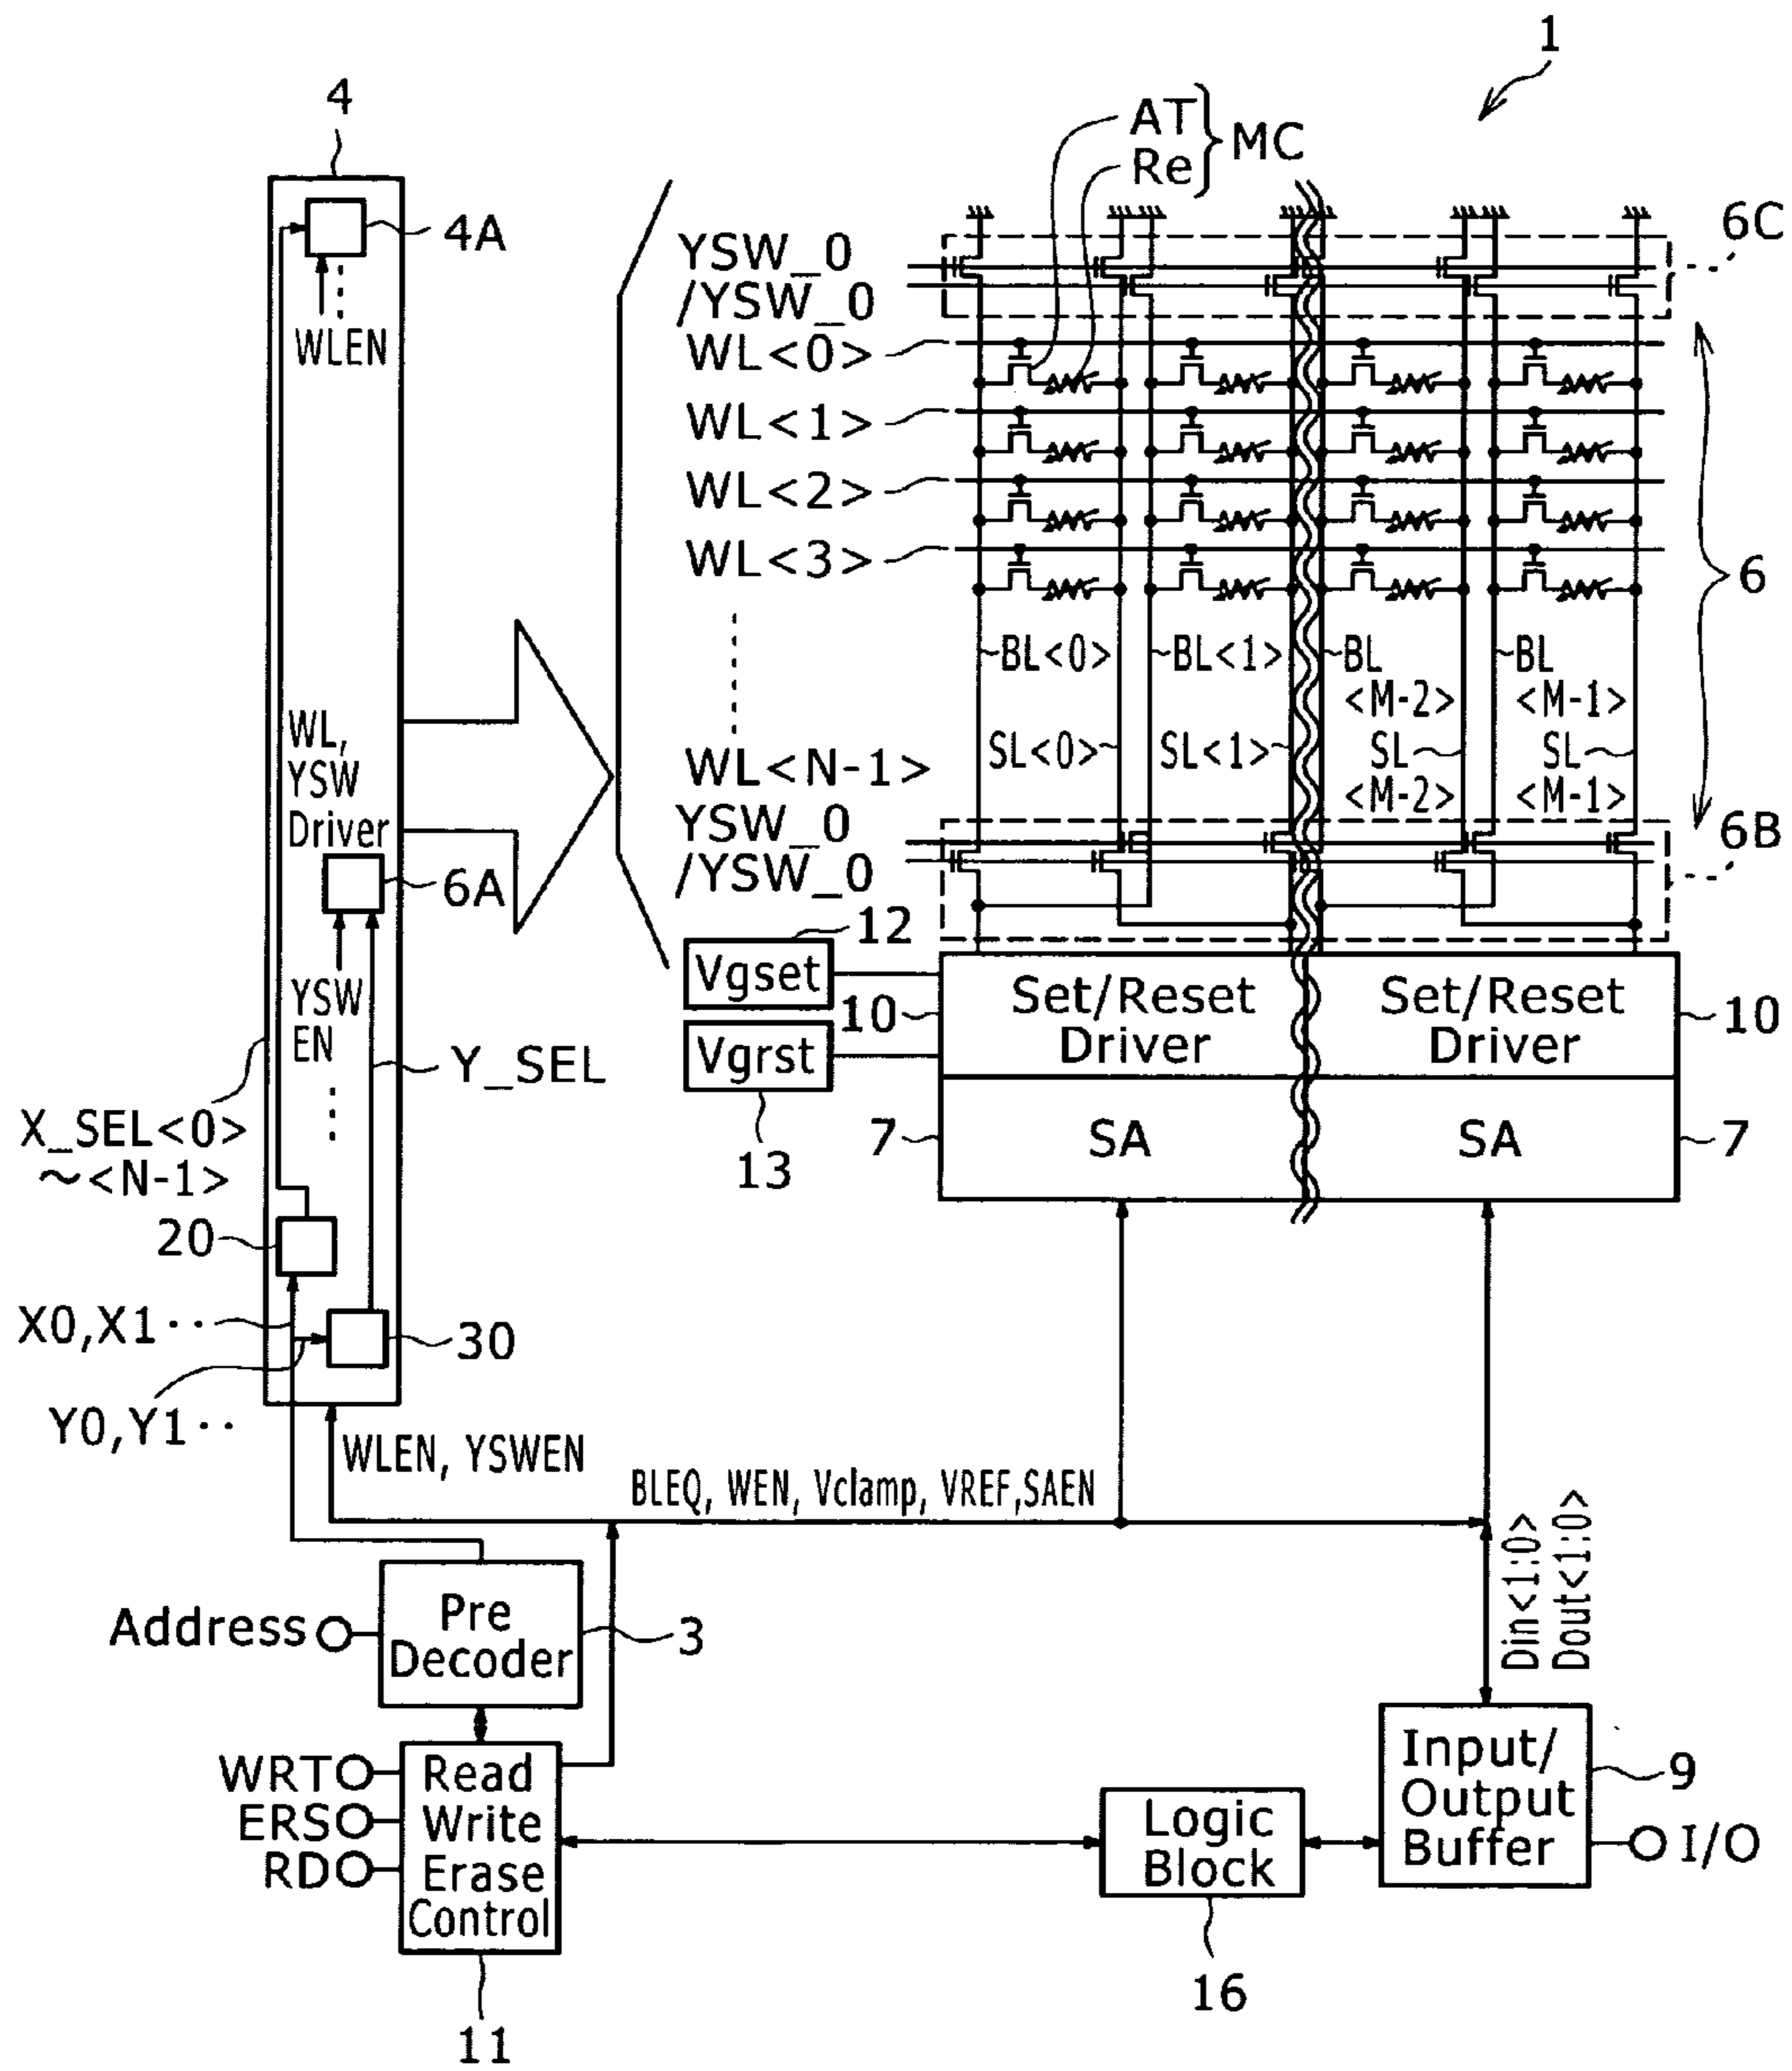 1
4
AT
Re
MC
4A
WLEN
6C
YSW_0
/YSW_0
WL<0>
WL<1>
WL<2>
WL<3>
6
BL<0>
BL<1>
BL
<M-2>
BL
<M-1>
SL<0>
SL<1>
SL
<M-2>
SL
<M-1>
WL<N-1>
YSW_0
/YSW_0
6B
WL,
YSW
Driver
6A
YSW
EN
Y_SEL
12
Vgset
10
Set/Reset
Driver
Set/Reset
Driver
10
Vgrst
13
7
SA
SA
7
X_SEL<0>
~<N-1>
20
X0,X1··
30
Y0,Y1··
WLEN, YSWEN
BLEQ, WEN, Vclamp, VREF,SAEN
Din<1:0>
Dout<1:0>
Address
Pre
Decoder
3
WRT
ERS
RD
Read
Write
Erase
Control
11
Logic
Block
16
Input/
Output
Buffer
9
I/O